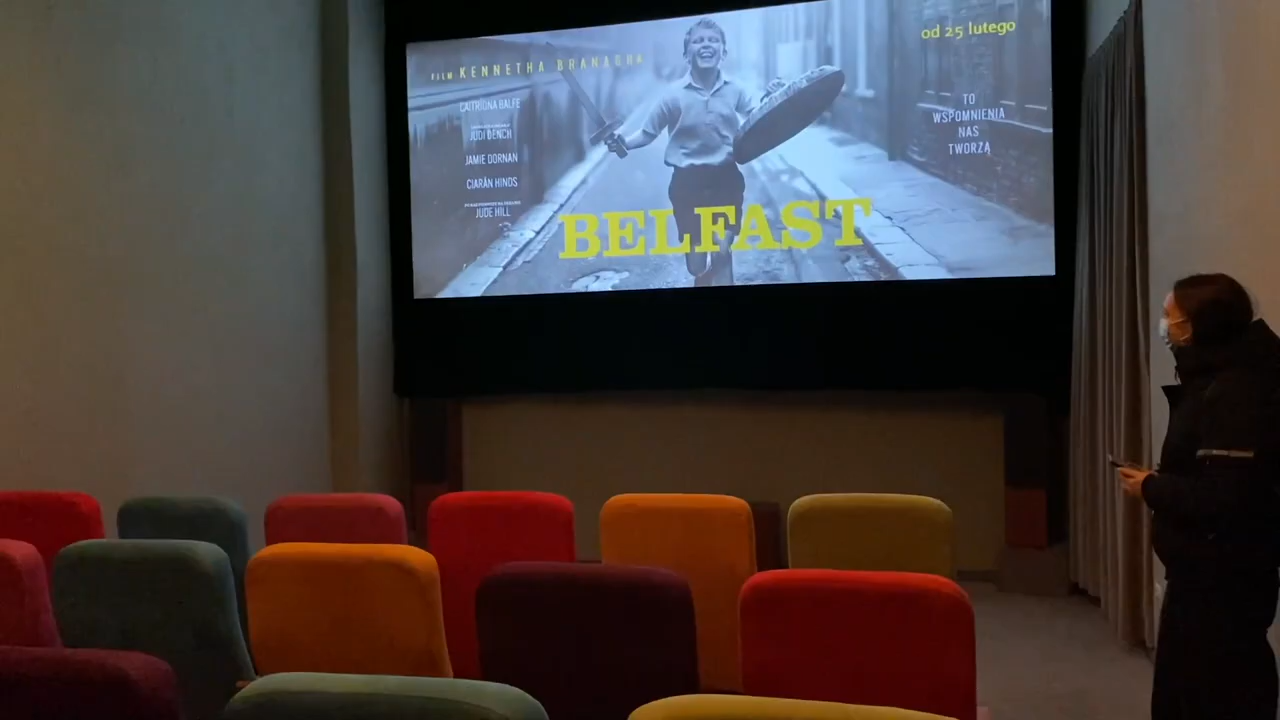 FILM KENNETHA BRANAGHA
CAITRIONA BALFE
JUDI DENCH
JAMIE DORNAN
CIARÁN HINDS
JUDE HILL
BELFAST
od 25 lutego
TO
WSPOMNIENIA
NAS
TWORZĄ